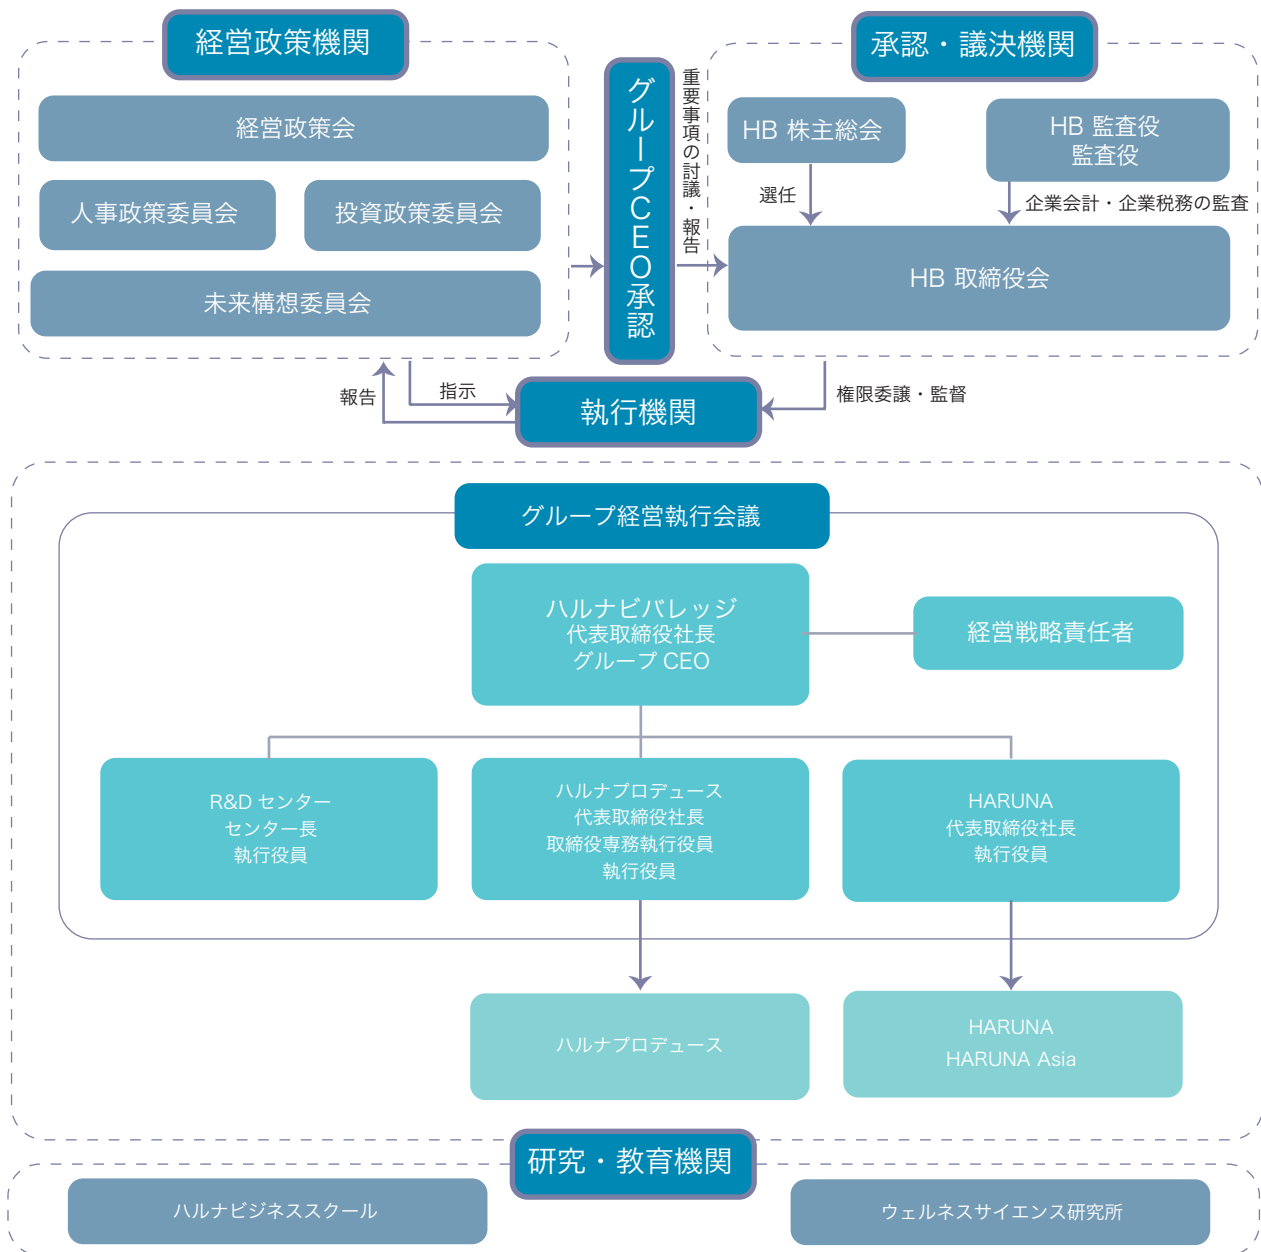 経営政策機関
経営政策会
人事政策委員会
投資政策委員会
未来構想委員会
グループCEO承認
重要事項の討議・報告
承認・議決機関
HB 株主総会
HB 監査役
監査役
選任
企業会計・企業税務の監査
HB 取締役会
報告
指示
執行機関
権限委譲・監督
グループ経営執行会議
ハルナビバレッジ
代表取締役社長
グループ CEO
経営戦略責任者
R&D センター
センター長
執行役員
ハルナプロデュース
代表取締役社長
取締役専務執行役員
執行役員
HARUNA
代表取締役社長
執行役員
ハルナプロデュース
HARUNA
HARUNA Asia
研究・教育機関
ハルナビジネススクール
ウェルネスサイエンス研究所